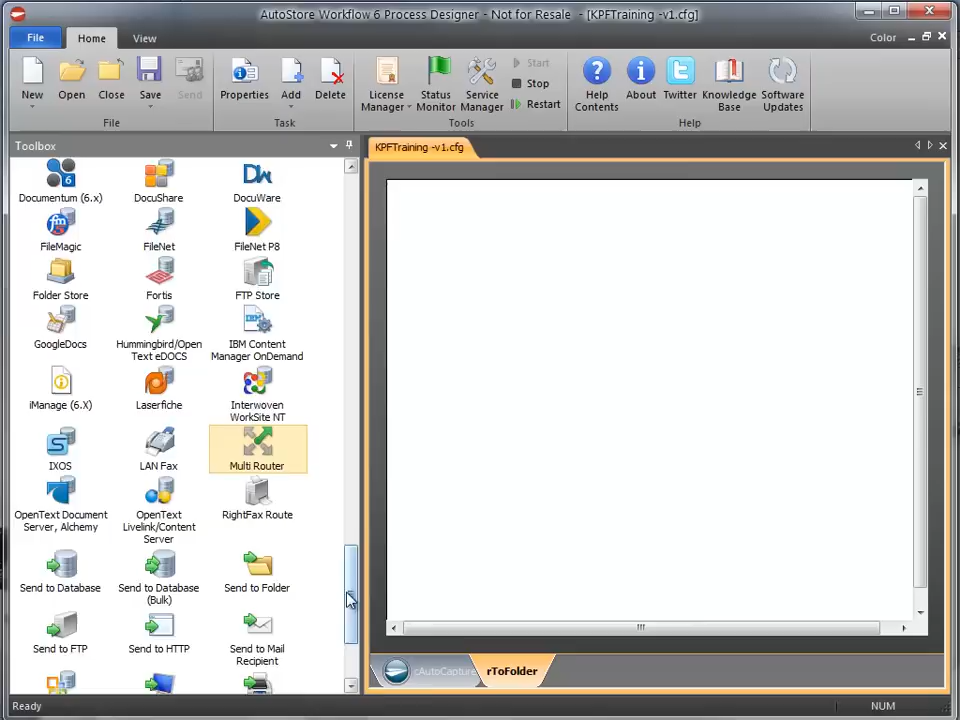 AutoStore Workflow 6 Process Designer - Not for Resale - [KPFTraining -v1.cfg]
File Home View Color
New Open Close Save Send Properties Add Delete License Manager Status Monitor Service Manager Start Stop Restart Help Contents About Twitter Knowledge Base Software Updates
File Task Tools Help
Toolbox
KPFTraining -v1.cfg
Documentum (6.x) DocuShare DocuWare
FileMagic FileNet FileNet P8
Folder Store Fortis FTP Store
GoogleDocs Hummingbird/Open Text eDOCS IBM Content Manager OnDemand
iManage (6.X) Laserfiche Interwoven WorkSite NT
IXOS LAN Fax Multi Router
OpenText Document Server, Alchemy OpenText Livelink/Content Server RightFax Route
Send to Database Send to Database (Bulk) Send to Folder
Send to FTP Send to HTTP Send to Mail Recipient
cAutoCapture rToFolder
Ready NUM